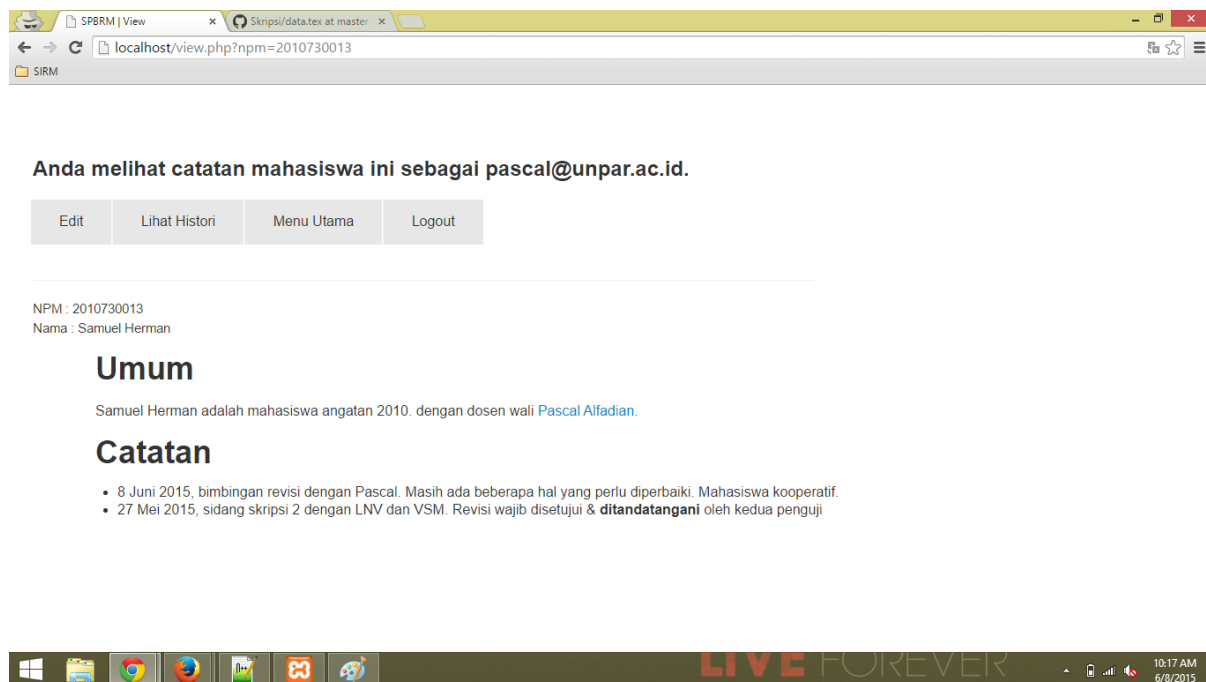 SPBRM | View
Skripsi/data.tex at master
localhost/view.php?npm=2010730013
SIRM
Anda melihat catatan mahasiswa ini sebagai pascal@unpar.ac.id.
Edit Lihat Histori Menu Utama Logout
NPM : 2010730013
Nama : Samuel Herman
Umum
Samuel Herman adalah mahasiswa angatan 2010. dengan dosen wali Pascal Alfadian.
Catatan
8 Juni 2015, bimbingan revisi dengan Pascal. Masih ada beberapa hal yang perlu diperbaiki. Mahasiswa kooperatif.
27 Mei 2015, sidang skripsi 2 dengan LNV dan VSM. Revisi wajib disetujui & ditandatangani oleh kedua penguji
LIVE FOREVER
10:17 AM
6/8/2015